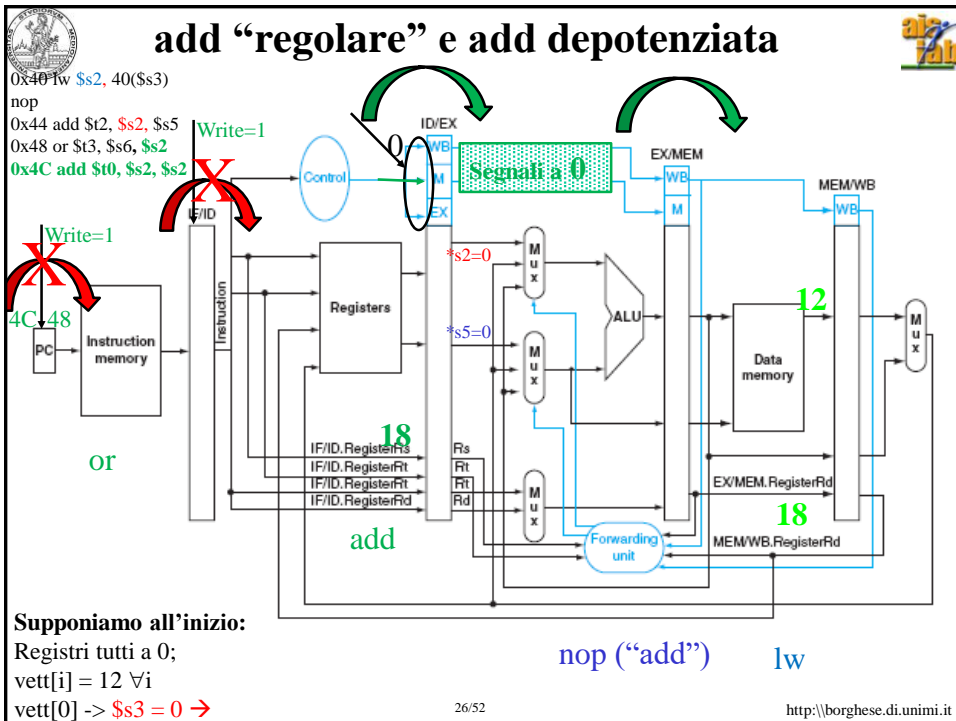 add “regolare” e add depotenziata
0x40 lw $s2, 40($s3)
nop
0x44 add $t2, $s2, $s5
0x48 or $t3, $s6, $s2
0x4C add $t0, $s2, $s2
Write=1
X
IF/ID
Write=1
X
4C 48
PC
Instruction memory
or
Instruction
Control
Registers
0
ID/EX
WB
M
EX
Segnali a 0
EX/MEM
WB
M
MEM/WB
WB
*s2=0
*s5=0
Mux
Mux
Mux
ALU
12
Data memory
Mux
18
IF/ID.RegisterRs Rs
IF/ID.RegisterRt Rt
IF/ID.RegisterRt Rt
IF/ID.RegisterRd Rd
add
EX/MEM.RegisterRd
18
Forwarding unit
MEM/WB.RegisterRd
nop (“add”)
lw
Supponiamo all'inizio:
Registri tutti a 0;
vett[i] = 12 ∀i
vett[0] -> $s3 = 0 →
26/52
http:\\borghese.di.unimi.it